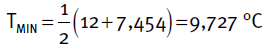 T_MIN = 1/2 (12+7,454) = 9,727 °C